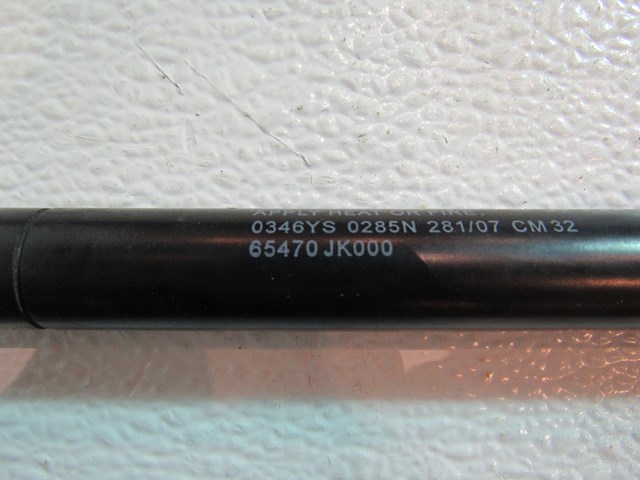 APPLY HEAT OR FIRE.
0346YS 0285N 281/07 CM32
65470 JK000